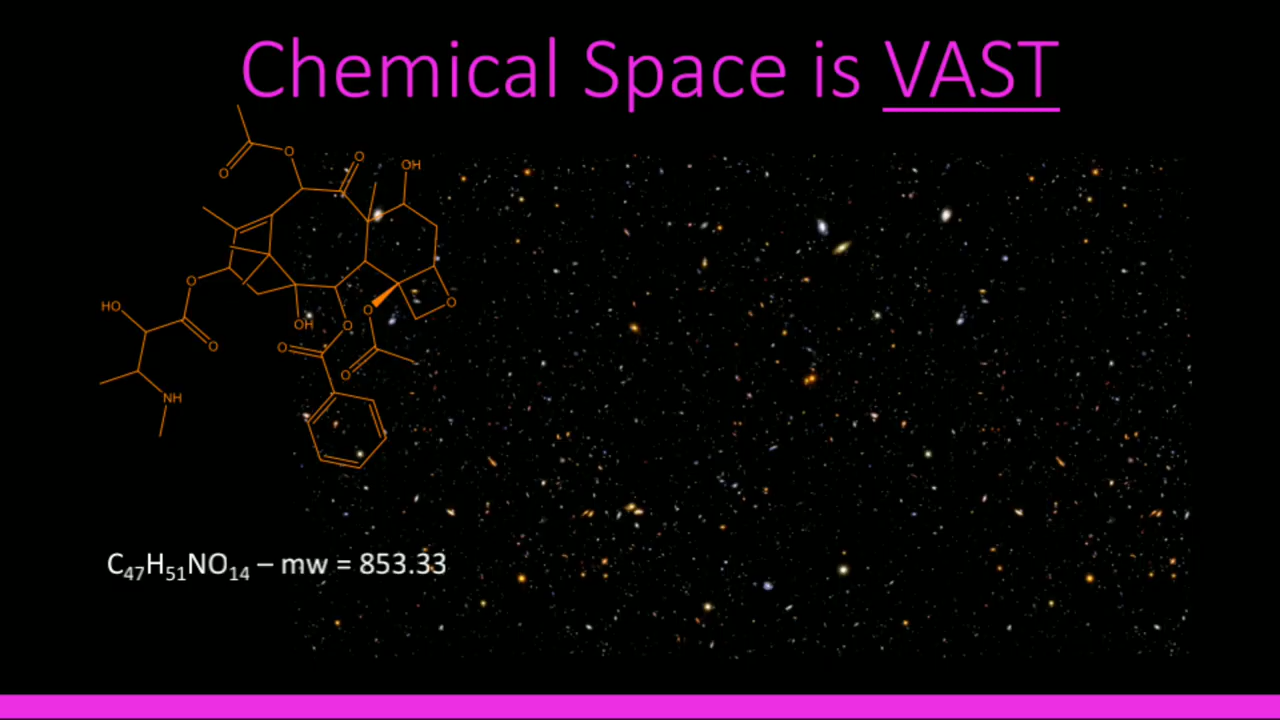 Chemical Space is VAST
O
O
O
OH
O
HO
O
OH
O
O
O
O
O
NH
C₄₇H₅₁NO₁₄ – mw = 853.33